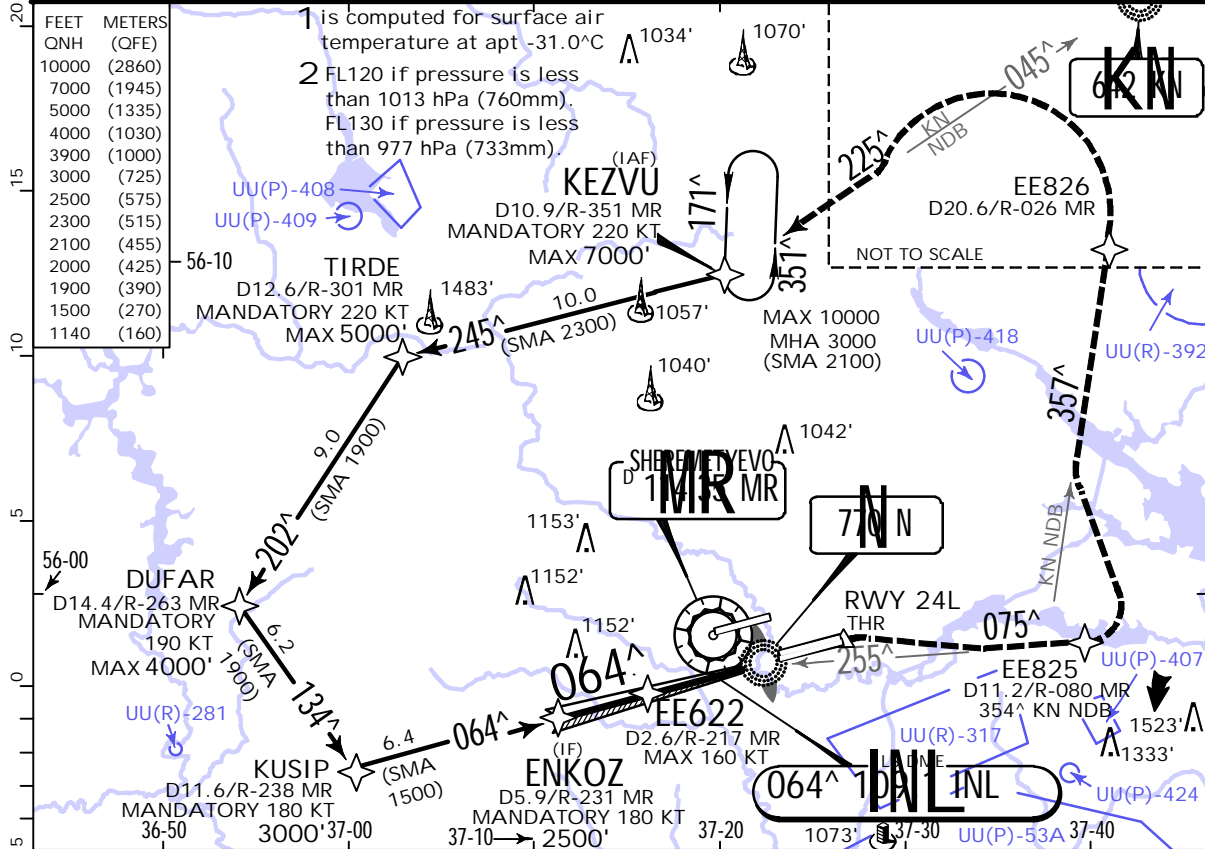 FEET METERS
QNH (QFE)
10000 (2860)
7000 (1945)
5000 (1335)
4000 (1030)
3900 (1000)
3000 (725)
2500 (575)
2300 (515)
2100 (455)
2000 (425)
1900 (390)
1500 (270)
1140 (160)
1 is computed for surface air
temperature at apt -31.0^C
2 FL120 if pressure is less
than 1013 hPa (760mm).
FL130 if pressure is less
than 977 hPa (733mm).
1034'
1070'
045^
642 KN
KN
KN
NDB
225^
20
15
10
5
0
5
UU(P)-408
UU(P)-409
(IAF)
KEZVU
D10.9/R-351 MR
MANDATORY 220 KT
MAX 7000'
171^
351^
EE826
D20.6/R-026 MR
NOT TO SCALE
56-10
TIRDE
D12.6/R-301 MR
MANDATORY 220 KT
MAX 5000'
1483'
10.0
245^
(SMA 2300)
1057'
MAX 10000
MHA 3000
(SMA 2100)
UU(P)-418
UU(R)-392
1040'
357^
9.0
(SMA 1900)
202^
1042'
SHEREMETYEVO
D 114.35 MR
MR
770 N
N
1153'
1152'
1152'
KN NDB
56-00
DUFAR
D14.4/R-263 MR
MANDATORY
190 KT
MAX 4000'
6.2
(SMA
1900)
134^
RWY 24L
THR
075^
255^
EE825
D11.2/R-080 MR
354^ KN NDB
UU(P)-407
064^
EE622
D2.6/R-217 MR
MAX 160 KT
UU(R)-281
UU(R)-317
1523'
1333'
6.4
064^
(SMA
1500)
KUSIP
D11.6/R-238 MR
MANDATORY 180 KT
3000'
(IF)
ENKOZ
D5.9/R-231 MR
MANDATORY 180 KT
2500'
INL
UU(P)-424
1073'
UU(P)-53A
36-50
37-00
37-10
37-20
37-30
37-40